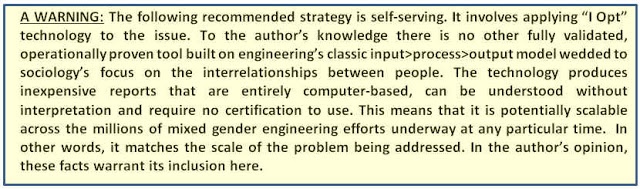 A WARNING: The following recommended strategy is self-serving. It involves applying “I Opt”
technology to the issue. To the author’s knowledge there is no other fully validated,
operationally proven tool built on engineering’s classic input>process>output model wedded to
sociology’s focus on the interrelationships between people. The technology produces
inexpensive reports that are entirely computer-based, can be understood without
interpretation and require no certification to use. This means that it is potentially scalable
across the millions of mixed gender engineering efforts underway at any particular time. In
other words, it matches the scale of the problem being addressed. In the author’s opinion,
these facts warrant its inclusion here.